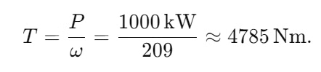 T = P/ω = 1000 kW/209 ≈ 4785 Nm.